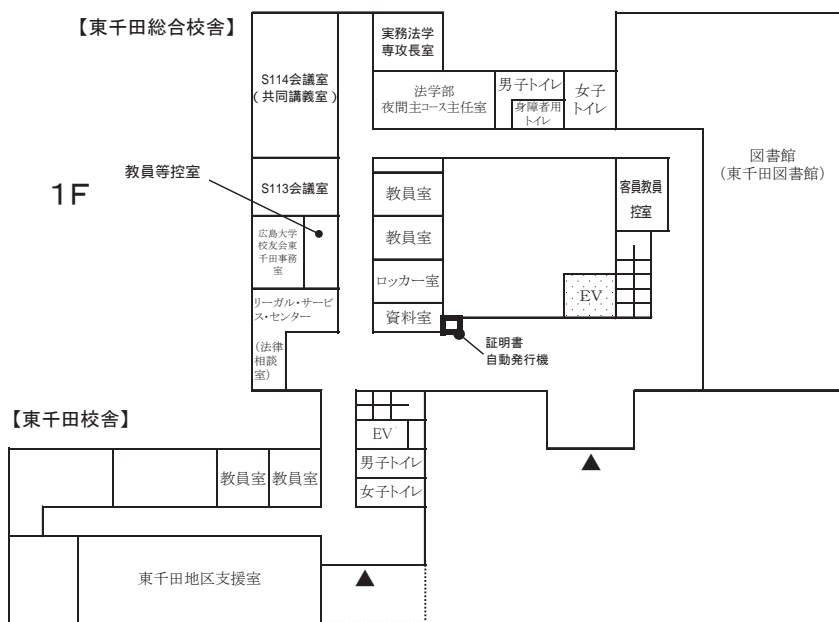 【東千田総合校舎】
実務法学
専攻長室
S114会議室
（共同講義室）
法学部
夜間主コース主任室
男子トイレ
身障者用
トイレ
女子
トイレ
図書館
（東千田図書館）
1F
教員等控室
S113会議室
教員室
客員教員
控室
広島大学
校友会東
千田事務
室
教員室
ロッカー室
EV
リーガル・サービ
ス・センター
資料室
（法律
相談
室）
証明書
自動発行機
【東千田校舎】
EV
教員室
教員室
男子トイレ
女子トイレ
東千田地区支援室